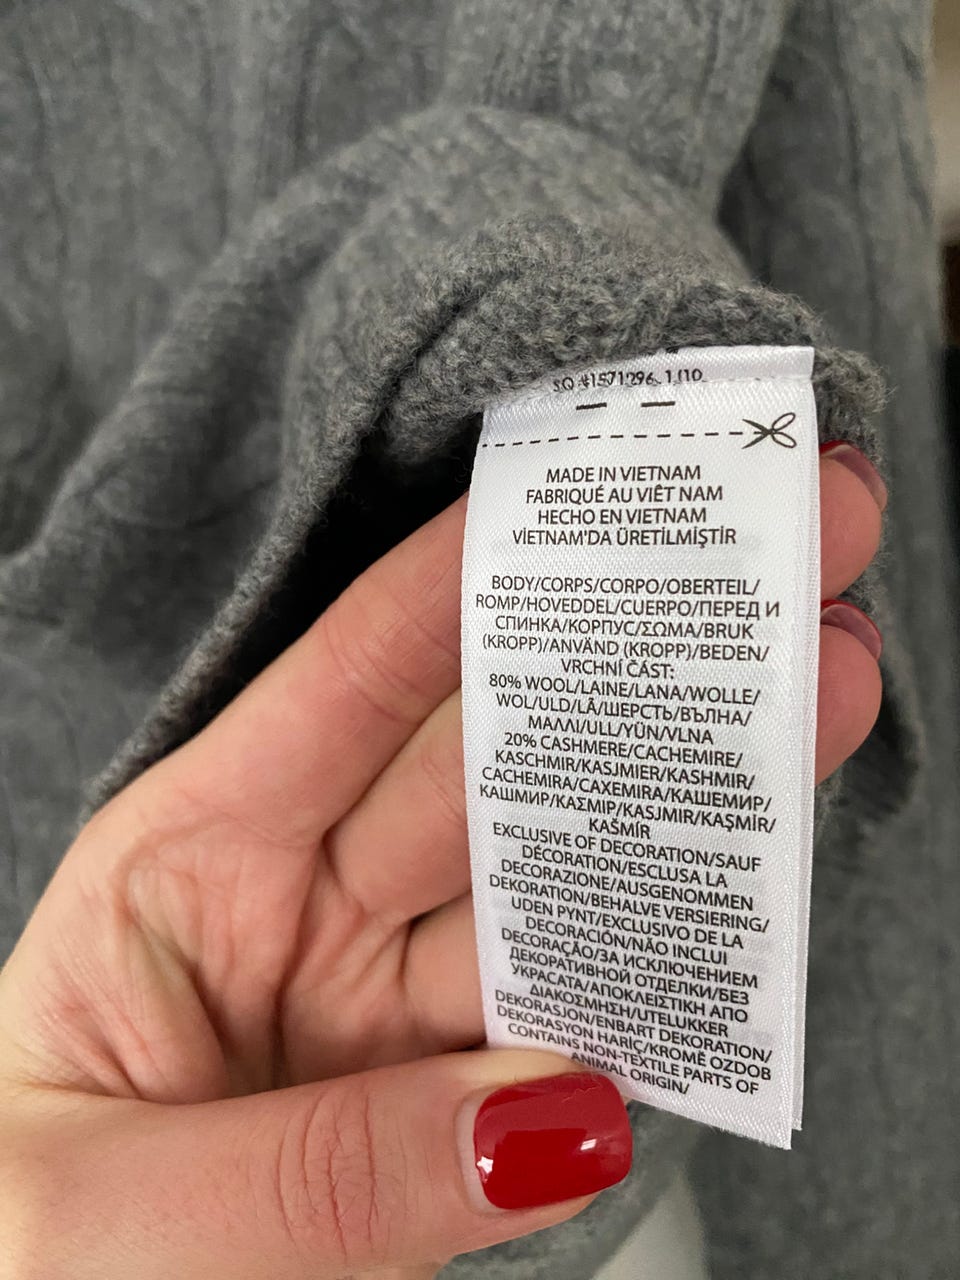 SO #1571296 1 (10
MADE IN VIETNAM
FABRIQUÉ AU VIÊT NAM
HECHO EN VIETNAM
VİETNAM'DA ÜRETİLMİŞTİR
BODY/CORPS/CORPO/OBERTEIL/
ROMP/HOVEDDEL/CUERPO/ПЕРЕД И
СПИНКА/КОРПУС/ΣΩΜΑ/BRUK
(KROPP)/ANVÄND (KROPP)/BEDEN/
VRCHNÍ ČÁST:
80% WOOL/LAINE/LANA/WOLLE/
WOL/ULD/LÃ/ШЕРСТЬ/ВЪЛНА/
ΜΑΛΛΙ/ULL/YÜN/VLNA
20% CASHMERE/CACHEMIRE/
KASCHMIR/KASJMIER/KASHMIR/
CACHEMIRA/CAXEMIRA/КАШЕМИР/
КАШМИР/ΚΑΣΜΙΡ/KASJMIR/KAŞMİR/
KAŠMÍR
EXCLUSIVE OF DECORATION/SAUF
DÉCORATION/ESCLUSA LA
DECORAZIONE/AUSGENOMMEN
DEKORATION/BEHALVE VERSIERING/
UDEN PYNT/EXCLUSIVO DE LA
DECORACIÓN/NÃO INCLUI
DECORAÇÃO/ЗА ИСКЛЮЧЕНИЕМ
ДЕКОРАТИВНОЙ ОТДЕЛКИ/БЕЗ
УКРАСАТА/ΑΠΟΚΛΕΙΣΤΙΚΗ ΑΠΟ
ΔΙΑΚΟΣΜΗΣΗ/UTELUKKER
DEKORASJON/ENBART DEKORATION/
DEKORASYON HARİÇ/KROMĚ OZDOB
CONTAINS NON-TEXTILE PARTS OF
ANIMAL ORIGIN/